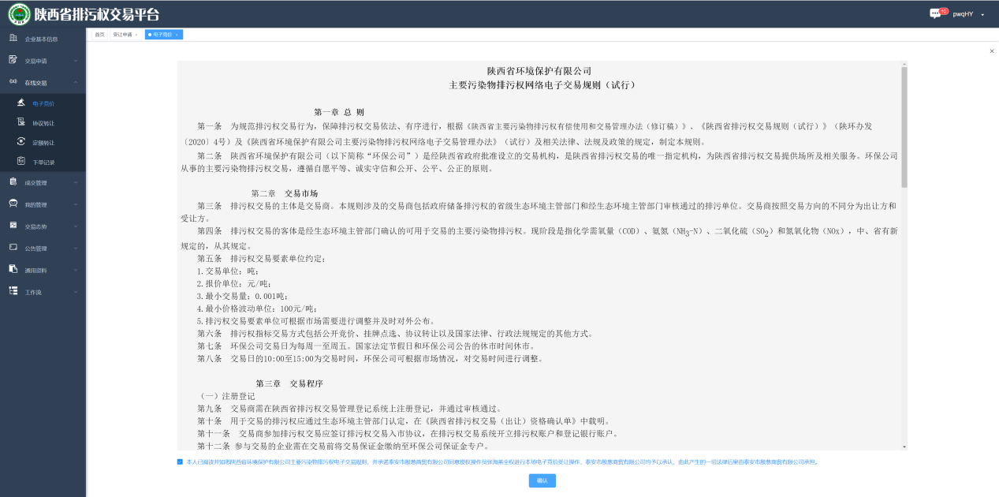 陕西省排污权交易平台
10
pwqHY
企业基本信息
交易申请
在线交易
电子竞价
协议转让
定额转让
下单记录
成交管理
我的管理
交易态势
公告管理
通用资料
工作流
首页 受让申请 × 电子竞价 ×
×
陕西省环境保护有限公司
主要污染物排污权网络电子交易规则（试行）
第一章 总 则
第一条 为规范排污权交易行为，保障排污权交易依法、有序进行，根据《陕西省主要污染物排污权有偿使用和交易管理办法（修订稿）》、《陕西省排污权交易规则（试行）》（陕环办发
〔2020〕4号）及《陕西省环境保护有限公司主要污染物排污权网络电子交易管理办法》（试行）及相关法律、法规及政策的规定，制定本规则。
第二条 陕西省环境保护有限公司（以下简称“环保公司”）是经陕西省政府批准设立的交易机构，是陕西省排污权交易的唯一指定机构，为陕西省排污权交易提供场所及相关服务。环保公司
从事的主要污染物排污权交易，遵循自愿平等、诚实守信和公开、公平、公正的原则。
第二章 交易市场
第三条 排污权交易的主体是交易商。本规则涉及的交易商包括政府储备排污权的省级生态环境主管部门和经生态环境主管部门审核通过的排污单位。交易商按照交易方向的不同分为出让方和
受让方。
第四条 排污权交易的客体是经生态环境主管部门确认的可用于交易的主要污染物排污权。现阶段是指化学需氧量（COD）、氨氮（NH3-N）、二氧化硫（SO2）和氮氧化物（NOx），中、省有新
规定的，从其规定。
第五条 排污权交易要素单位约定：
1.交易单位：吨；
2.报价单位：元/吨；
3.最小交易量：0.001吨；
4.最小价格波动单位：100元/吨；
5.排污权交易要素单位可根据市场需要进行调整并及时对外公布。
第六条 排污权指标交易方式包括公开竞价、挂牌点选、协议转让以及国家法律、行政法规规定的其他方式。
第七条 环保公司交易日为每周一至周五。国家法定节假日和环保公司公告的休市时间休市。
第八条 交易日的10:00至15:00为交易时间，环保公司可根据市场情况，对交易时间进行调整。
第三章 交易程序
（一）注册登记
第九条 交易商需在陕西省排污权交易管理登记系统上注册登记，并通过审核通过。
第十条 用于交易的排污权应通过生态环境主管部门认定，在《陕西省排污权交易（出让）资格确认单》中载明。
第十一条 交易商参加排污权交易应签订排污权交易入市协议，在排污权交易系统开立排污权账户和登记银行账户。
第十二条 参与交易的企业需在交易前将交易保证金缴纳至环保公司保证金专户。
本人已阅读并知悉陕西省环境保护有限公司主要污染物排污权电子交易规则，并承诺泰安市殷慈商贸有限公司同意授权操作员张海燕全权进行本场电子竞价受让操作，泰安市殷慈商贸有限公司均予以承认，由此产生的一切法律后果由泰安市殷慈商贸有限公司承担。
确认